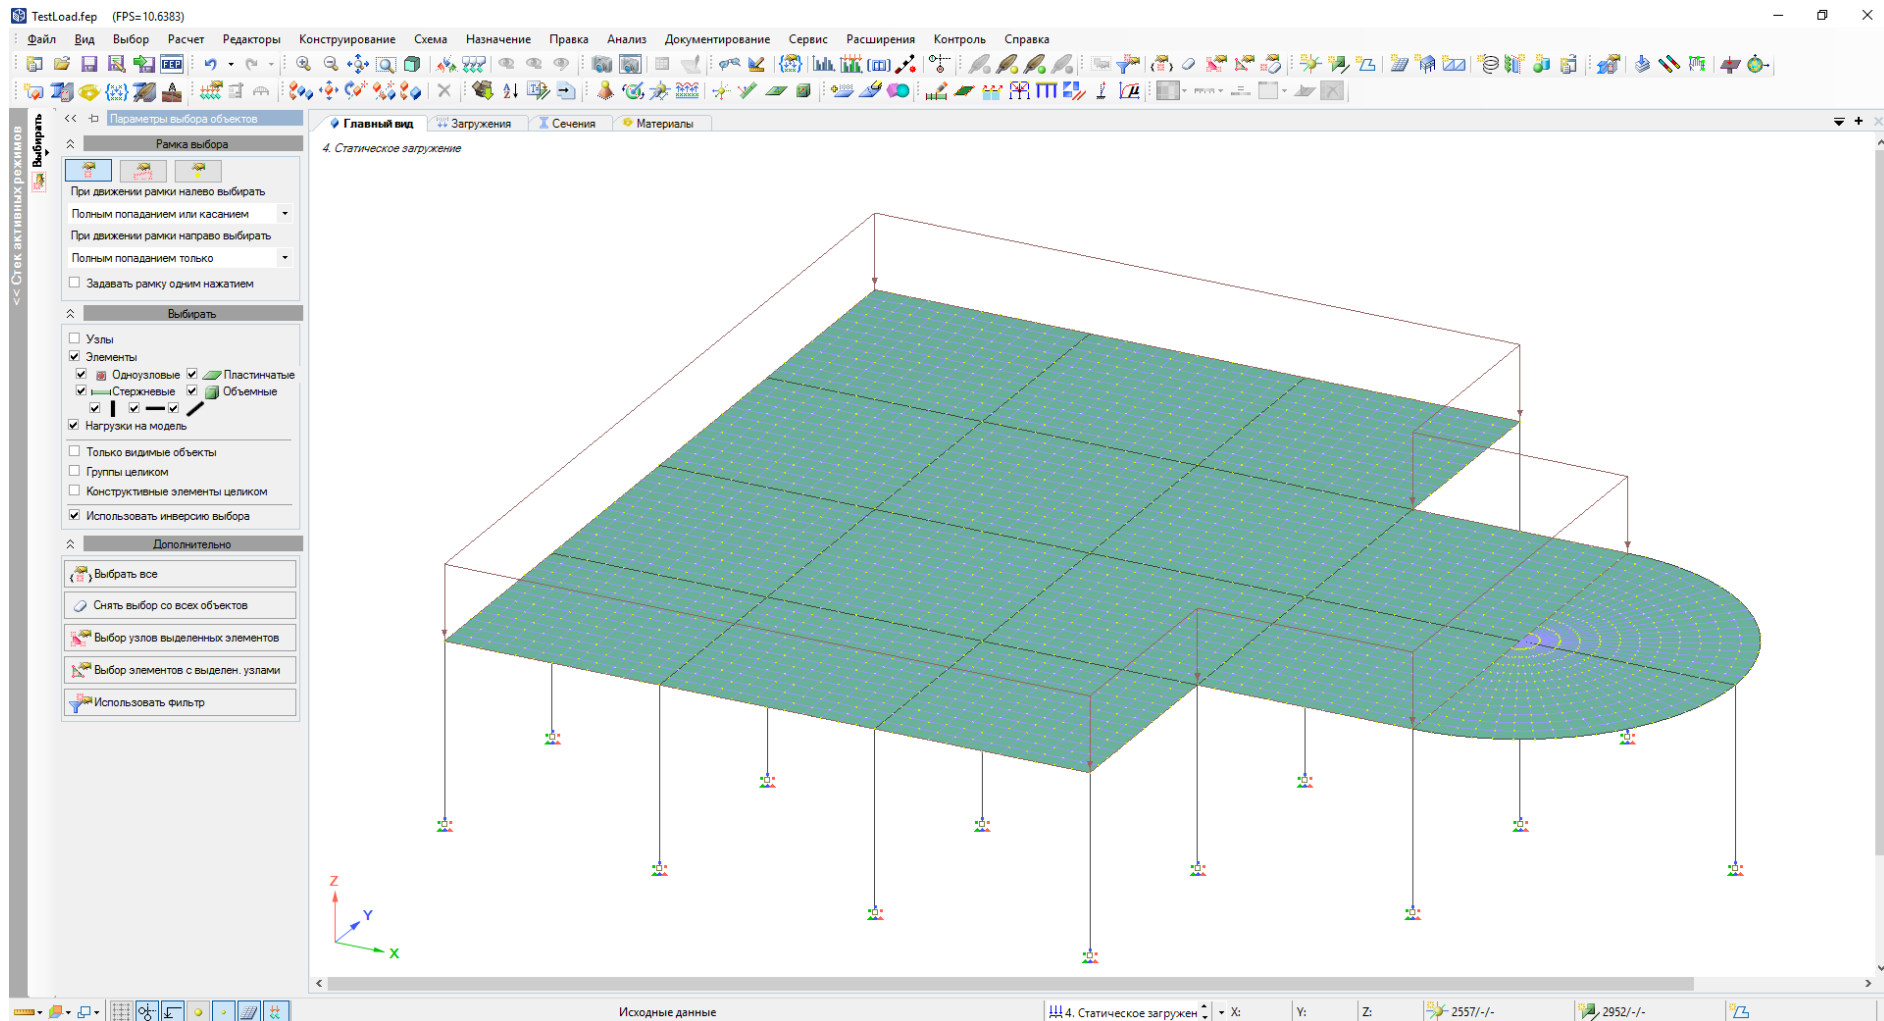 TestLoad.fep (FPS=10.6383)
Файл Вид Выбор Расчет Редакторы Конструирование Схема Назначение Правка Анализ Документирование Сервис Расширения Контроль Справка
FEP
<< Стек активных режимов
Выбирать
Параметры выбора объектов
Рамка выбора
При движении рамки налево выбирать
Полным попаданием или касанием
При движении рамки направо выбирать
Полным попаданием только
Задавать рамку одним нажатием
Выбирать
Узлы
Элементы
Одноузловые Пластинчатые
Стержневые Объемные
Нагрузки на модель
Только видимые объекты
Группы целиком
Конструктивные элементы целиком
Использовать инверсию выбора
Дополнительно
Выбрать все
Снять выбор со всех объектов
Выбор узлов выделенных элементов
Выбор элементов с выделен. узлами
Использовать фильтр
Главный вид Загружения Сечения Материалы
4. Статическое загружение
Z
Y
X
Исходные данные 4. Статическое загружен X: Y: Z: 2557/-/- 2952/-/-